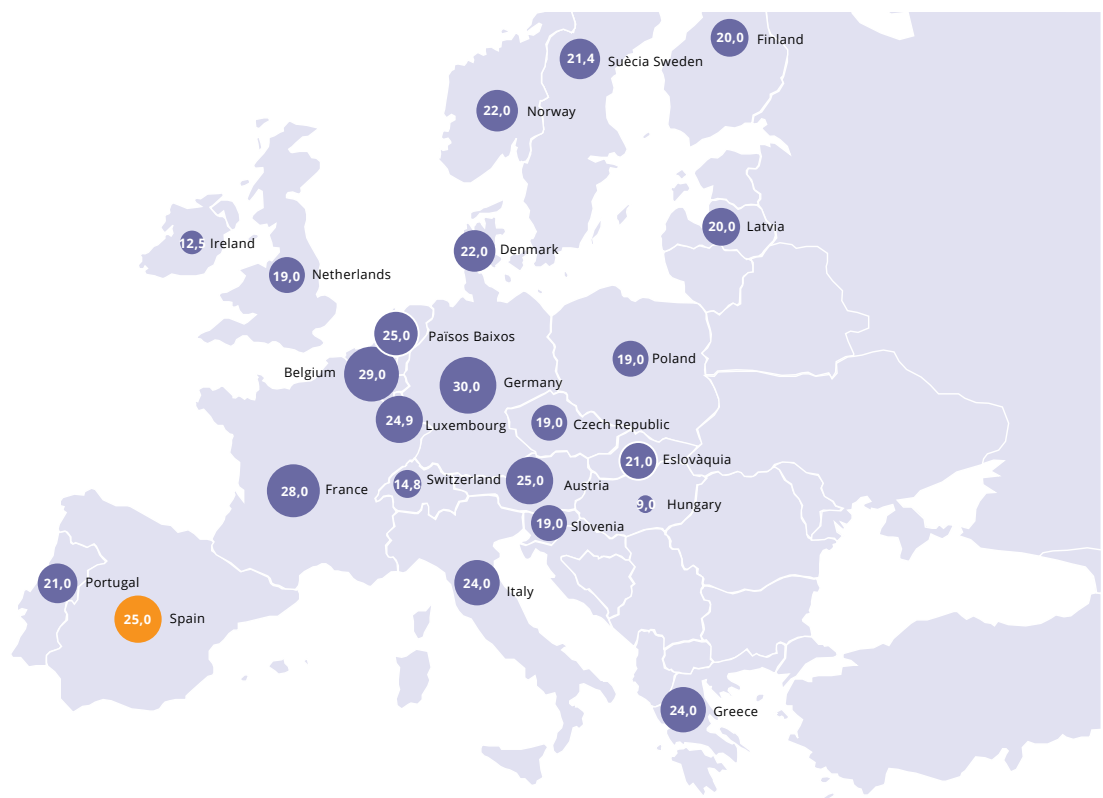 20,0 Finland
21,4 Suècia Sweden
22,0 Norway
20,0 Latvia
12,5 Ireland
22,0 Denmark
19,0 Netherlands
25,0 Països Baixos
19,0 Poland
Belgium 29,0
30,0 Germany
24,9 Luxembourg
19,0 Czech Republic
21,0 Eslovàquia
14,8 Switzerland
25,0 Austria
28,0 France
9,0 Hungary
19,0 Slovenia
21,0 Portugal
24,0 Italy
25,0 Spain
24,0 Greece